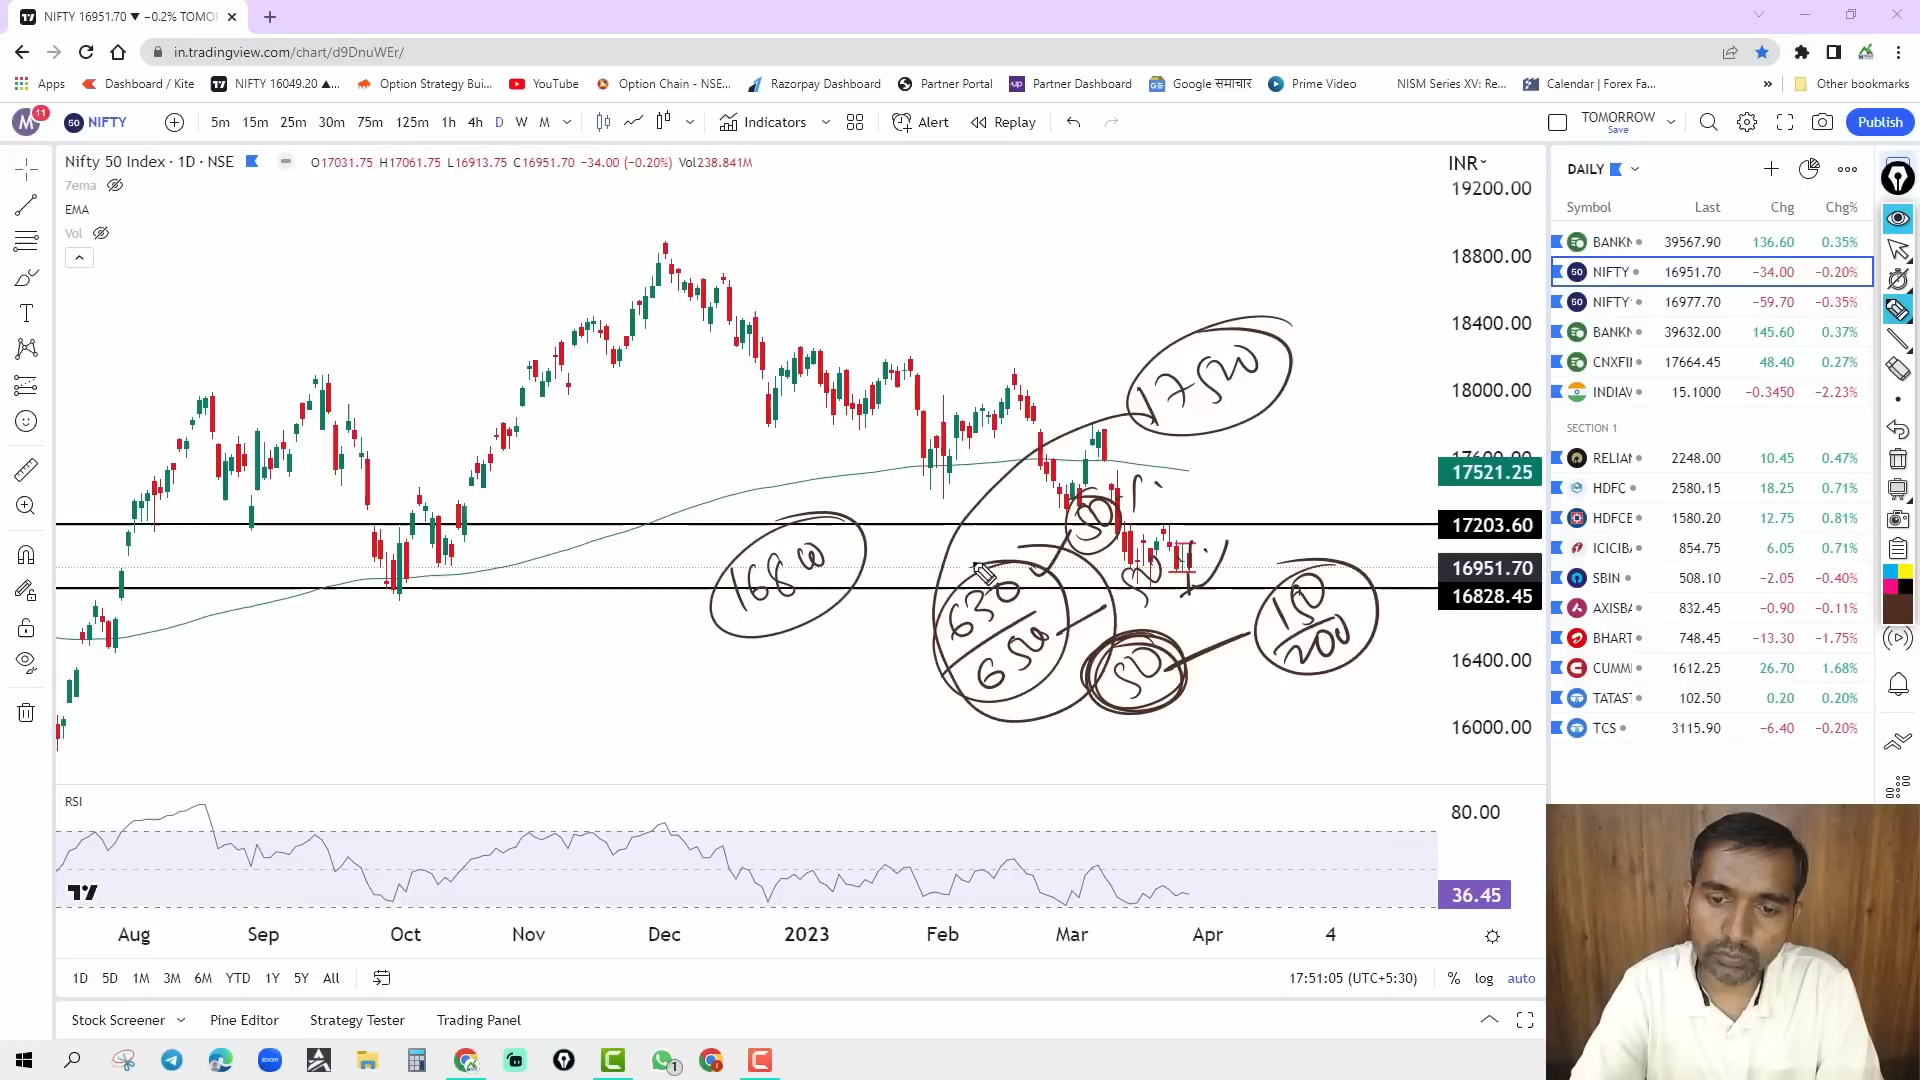 NIFTY 16951.70 ▼ −0.2% TOMO
in.tradingview.com/chart/d9DnuWEr/
Apps Dashboard / Kite NIFTY 16049.20 ▲... Option Strategy Bui... YouTube Option Chain - NSE... Razorpay Dashboard Partner Portal Partner Dashboard Google समाचार Prime Video NISM Series XV: Re... Calendar | Forex Fa... » Other bookmarks
M 11 50 NIFTY 5m 15m 25m 30m 75m 125m 1h 4h D W M Indicators Alert Replay TOMORROW Save Publish
Nifty 50 Index · 1D · NSE O17031.75 H17061.75 L16913.75 C16951.70 −34.00 (−0.20%) Vol238.841M
7ema
EMA
Vol
INR
19200.00
18800.00
18400.00
18000.00
17600.00
17521.25
17203.60
16951.70
16828.45
16400.00
16000.00
630
650
50
50
150
200
RSI
80.00
36.45
Aug Sep Oct Nov Dec 2023 Feb Mar Apr 4
1D 5D 1M 3M 6M YTD 1Y 5Y All 17:51:05 (UTC+5:30) % log auto
Stock Screener Pine Editor Strategy Tester Trading Panel
DAILY
Symbol Last Chg Chg%
BANKN 39567.90 136.60 0.35%
50 NIFTY 16951.70 −34.00 −0.20%
50 NIFTY 16977.70 −59.70 −0.35%
BANKN 39632.00 145.60 0.37%
CNXFII 17664.45 48.40 0.27%
INDIAV 15.1000 −0.3450 −2.23%
SECTION 1
RELIAN 2248.00 10.45 0.47%
HDFC 2580.15 18.25 0.71%
HDFCE 1580.20 12.75 0.81%
ICICIB 854.75 6.05 0.71%
SBIN 508.10 −2.05 −0.40%
AXISBA 832.45 −0.90 −0.11%
BHART 748.45 −13.30 −1.75%
CUMMI 1612.25 26.70 1.68%
TATAST 102.50 0.20 0.20%
TCS 3115.90 −6.40 −0.20%
zoom
1